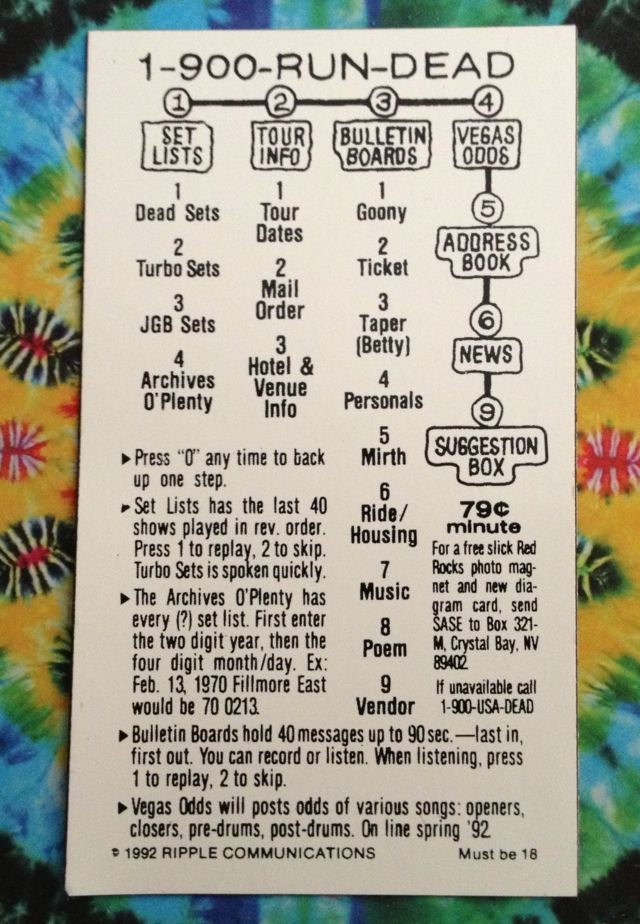 1-900-RUN-DEAD
1 2 3 4
SET
LISTS
1
Dead Sets
2
Turbo Sets
3
JGB Sets
4
Archives
O'Plenty
TOUR
INFO
1
Tour
Dates
2
Mail
Order
3
Hotel &
Venue
Info
BULLETIN
BOARDS
1
Goony
2
Ticket
3
Taper
(Betty)
4
Personals
5
Mirth
6
Ride/
Housing
7
Music
8
Poem
9
Vendor
VEGAS
ODDS
5
ADDRESS
BOOK
6
NEWS
9
SUGGESTION
BOX
79¢
minute
For a free slick Red
Rocks photo mag-
net and new dia-
gram card, send
SASE to Box 321-
M, Crystal Bay, NV
89402
If unavailable call
1-900-USA-DEAD
▸Press "0" any time to back
up one step.
▸Set Lists has the last 40
shows played in rev. order.
Press 1 to replay, 2 to skip.
Turbo Sets is spoken quickly.
▸The Archives O'Plenty has
every (?) set list. First enter
the two digit year, then the
four digit month/day. Ex:
Feb. 13, 1970 Fillmore East
would be 70 0213.
▸Bulletin Boards hold 40 messages up to 90 sec.—last in,
first out. You can record or listen. When listening, press
1 to replay, 2 to skip.
▸Vegas Odds will posts odds of various songs: openers,
closers, pre-drums, post-drums. On line spring '92
© 1992 RIPPLE COMMUNICATIONS Must be 18